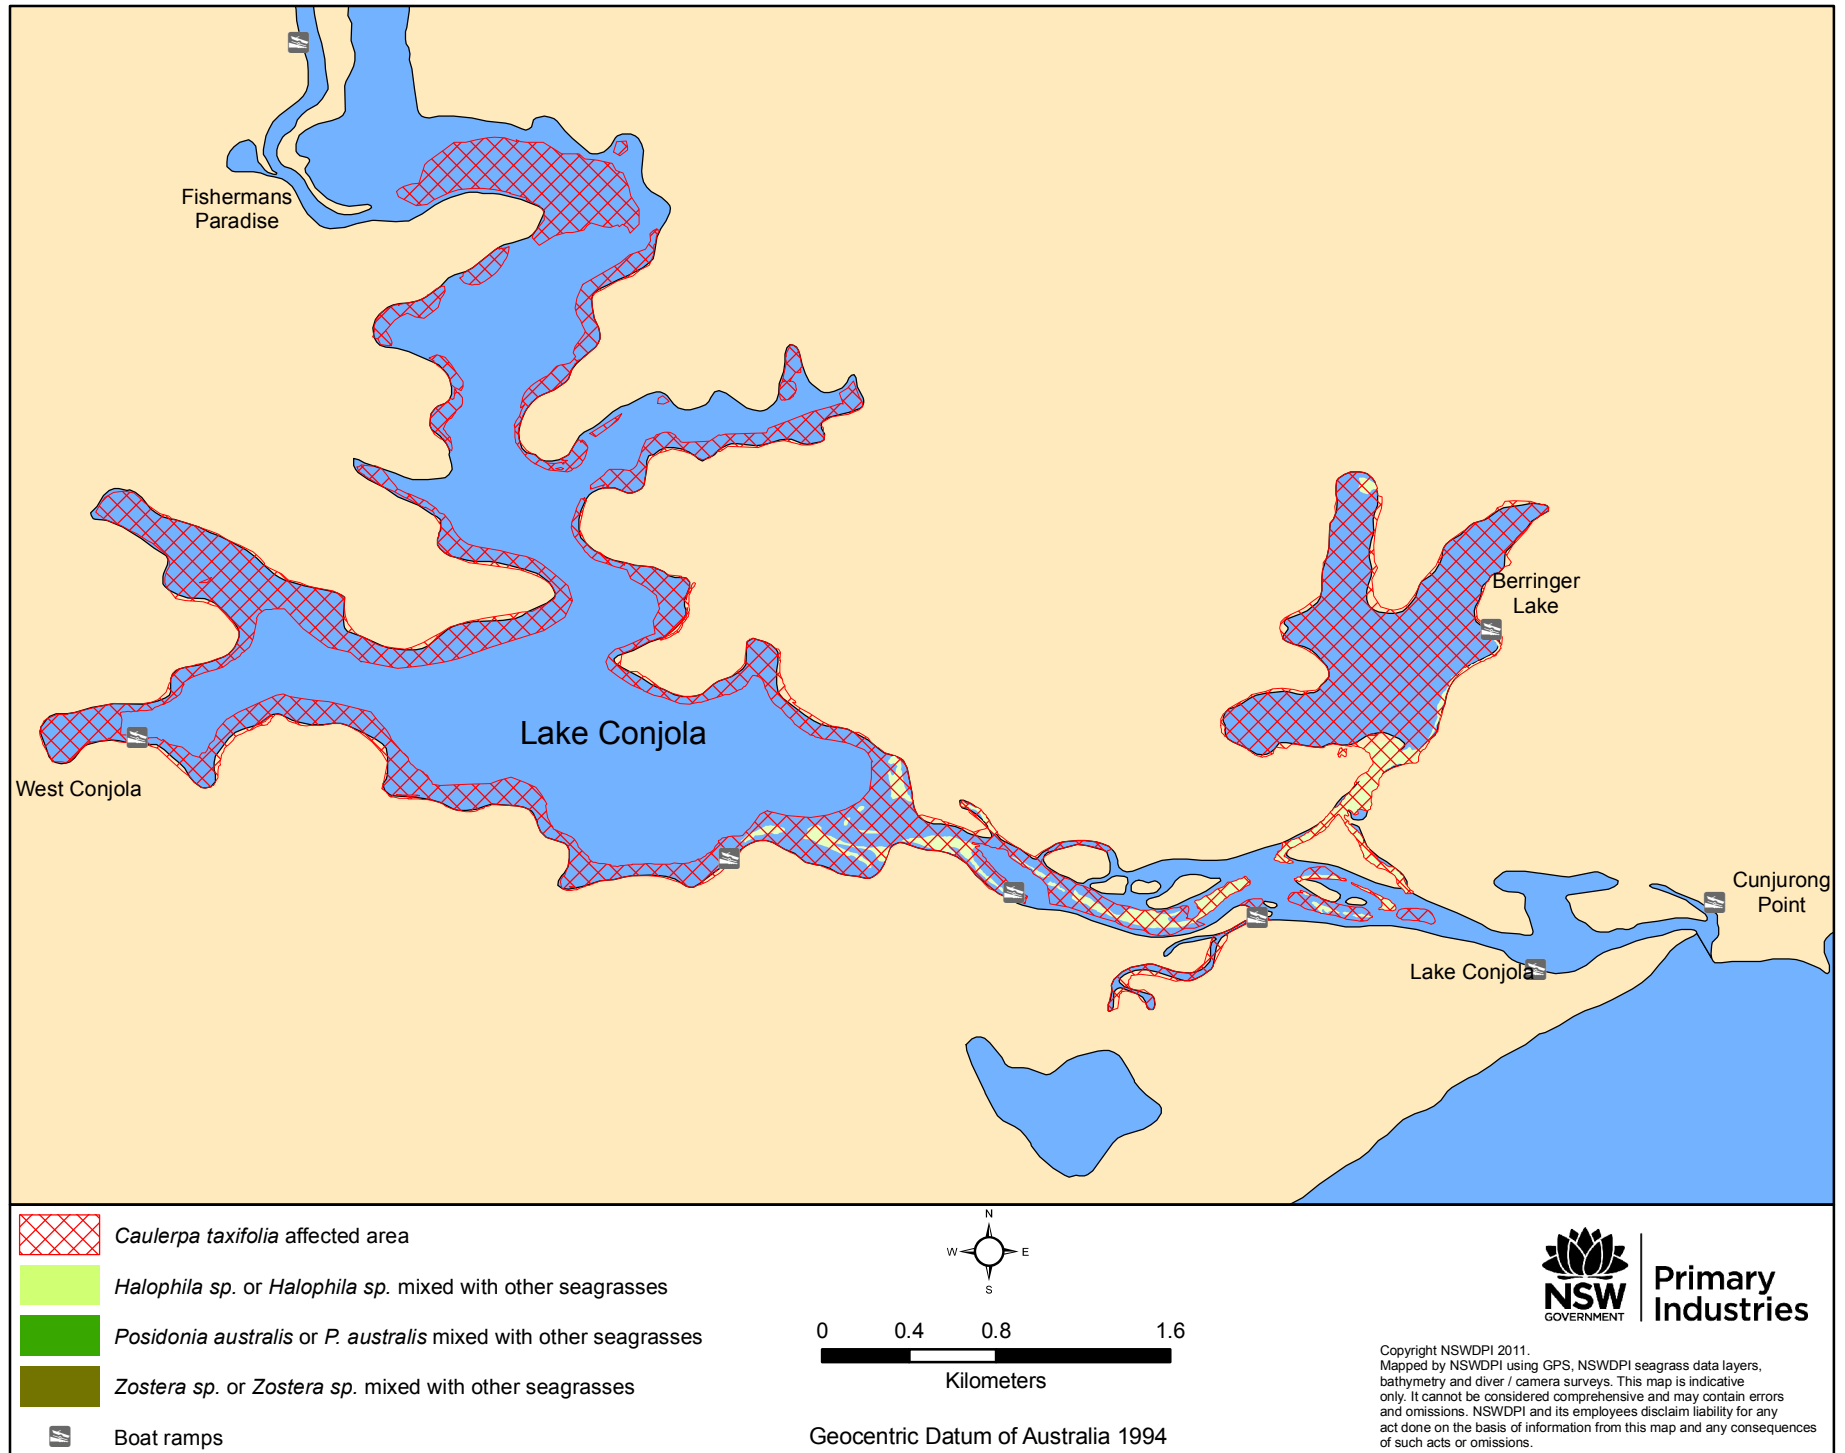 Fishermans
Paradise
Berringer
Lake
Lake Conjola
West Conjola
Cunjurong
Point
Lake Conjola
Caulerpa taxifolia affected area
Halophila sp. or Halophila sp. mixed with other seagrasses
Posidonia australis or P. australis mixed with other seagrasses
Zostera sp. or Zostera sp. mixed with other seagrasses
Boat ramps
N
W E
S
0 0.4 0.8 1.6
Kilometers
Geocentric Datum of Australia 1994
NSW
GOVERNMENT
Primary
Industries
Copyright NSWDPI 2011.
Mapped by NSWDPI using GPS, NSWDPI seagrass data layers,
bathymetry and diver / camera surveys. This map is indicative
only. It cannot be considered comprehensive and may contain errors
and omissions. NSWDPI and its employees disclaim liability for any
act done on the basis of information from this map and any consequences
of such acts or omissions.